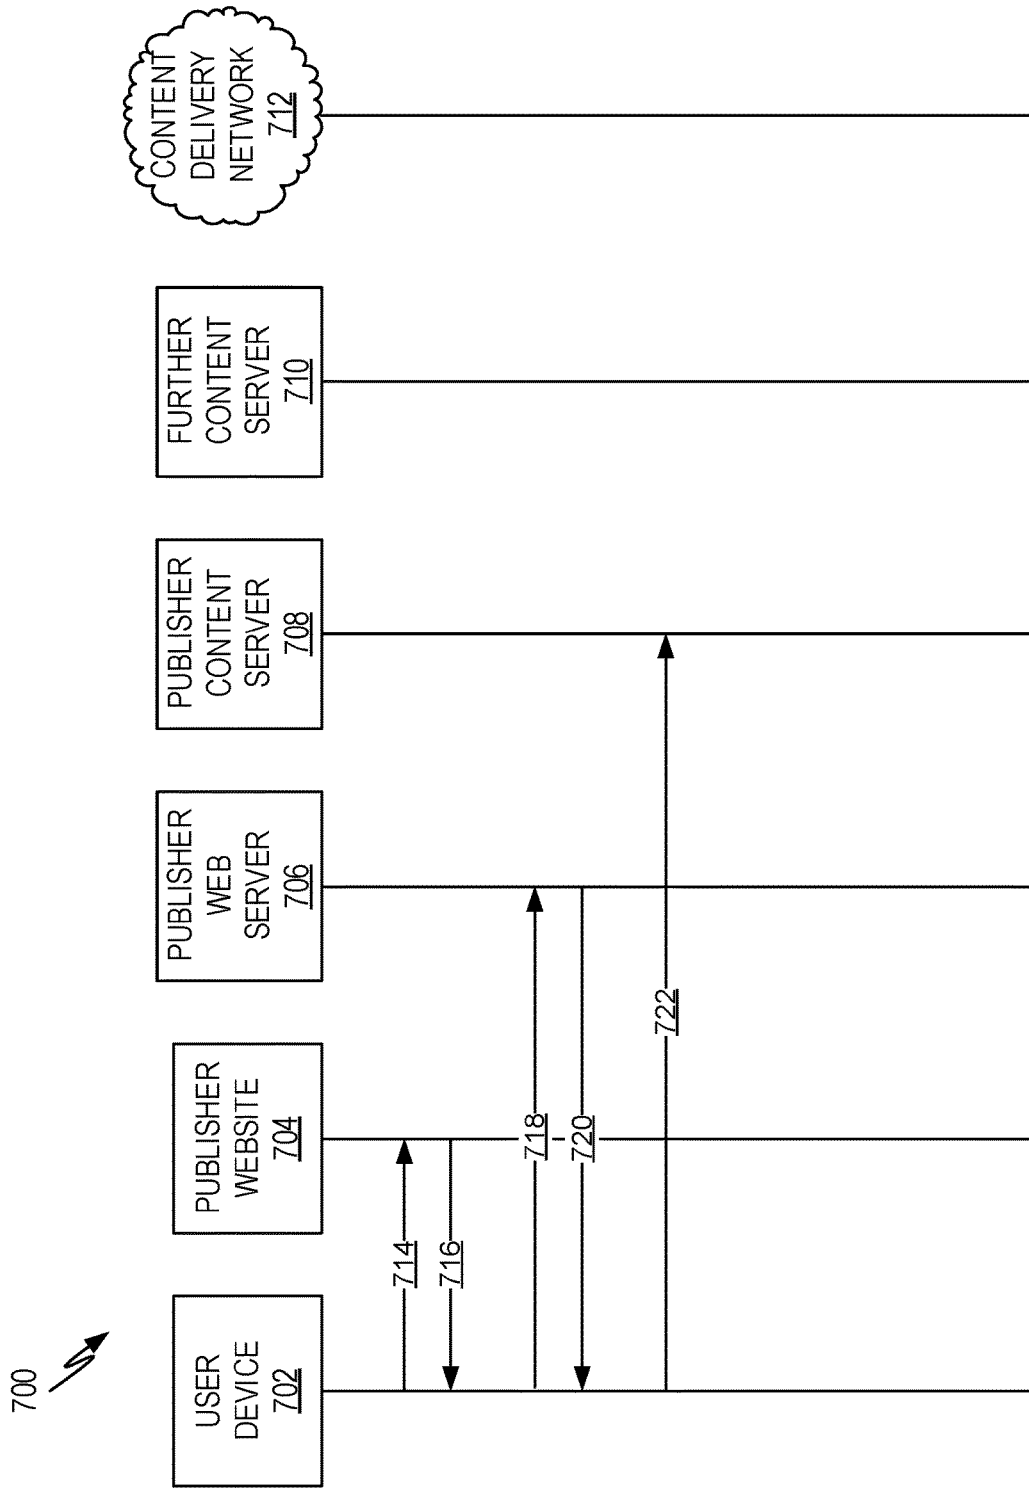 700
USER
DEVICE
702
PUBLISHER
WEBSITE
704
PUBLISHER
WEB
SERVER
706
PUBLISHER
CONTENT
SERVER
708
FURTHER
CONTENT
SERVER
710
CONTENT
DELIVERY
NETWORK
712
714
716
718
720
722